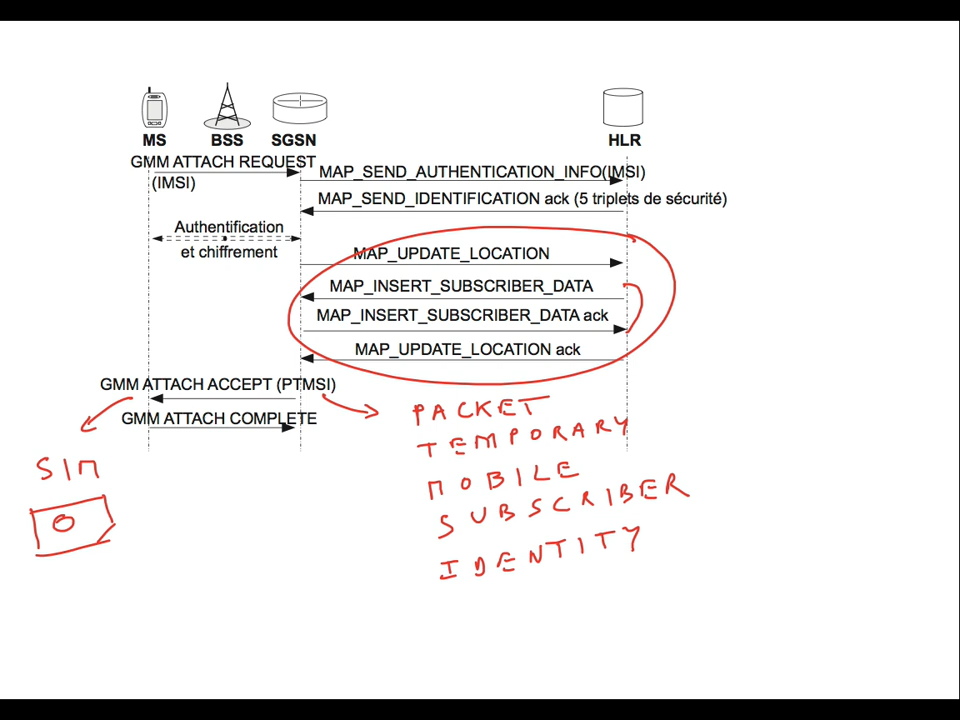 MS BSS SGSN HLR
GMM ATTACH REQUEST
(IMSI)
MAP_SEND_AUTHENTICATION_INFO(IMSI)
MAP_SEND_IDENTIFICATION ack (5 triplets de sécurité)
Authentification
et chiffrement
MAP_UPDATE_LOCATION
MAP_INSERT_SUBSCRIBER_DATA
MAP_INSERT_SUBSCRIBER_DATA ack
MAP_UPDATE_LOCATION ack
GMM ATTACH ACCEPT (PTMSI)
GMM ATTACH COMPLETE
PACKET
TEMPORARY
MOBILE
SUBSCRIBER
IDENTITY
SIM